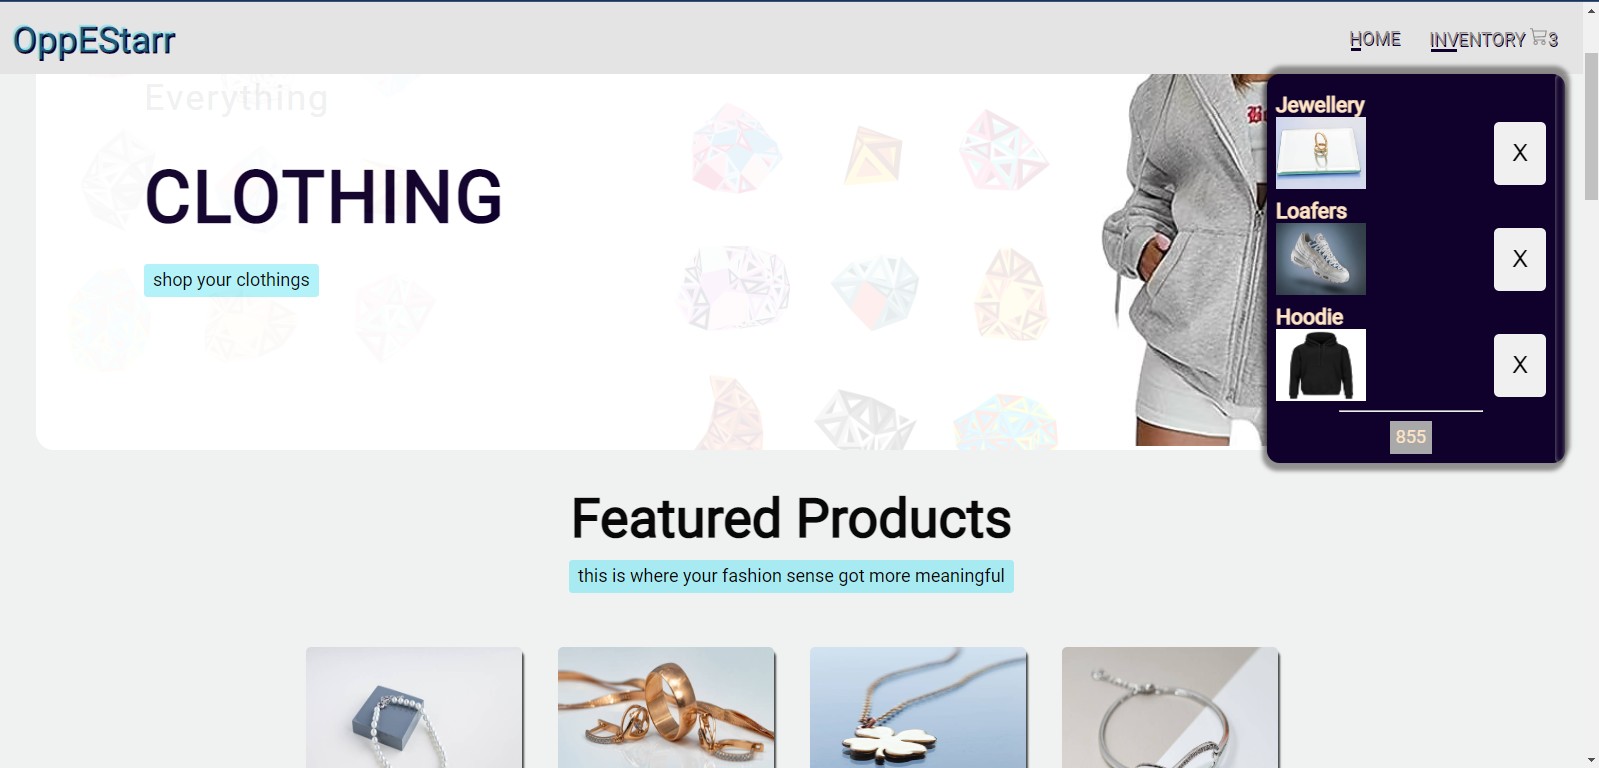 OppEStarr
HOME
INVENTORY 3
Everything
CLOTHING
shop your clothings
Jewellery
X
Loafers
X
Hoodie
X
855
Featured Products
this is where your fashion sense got more meaningful